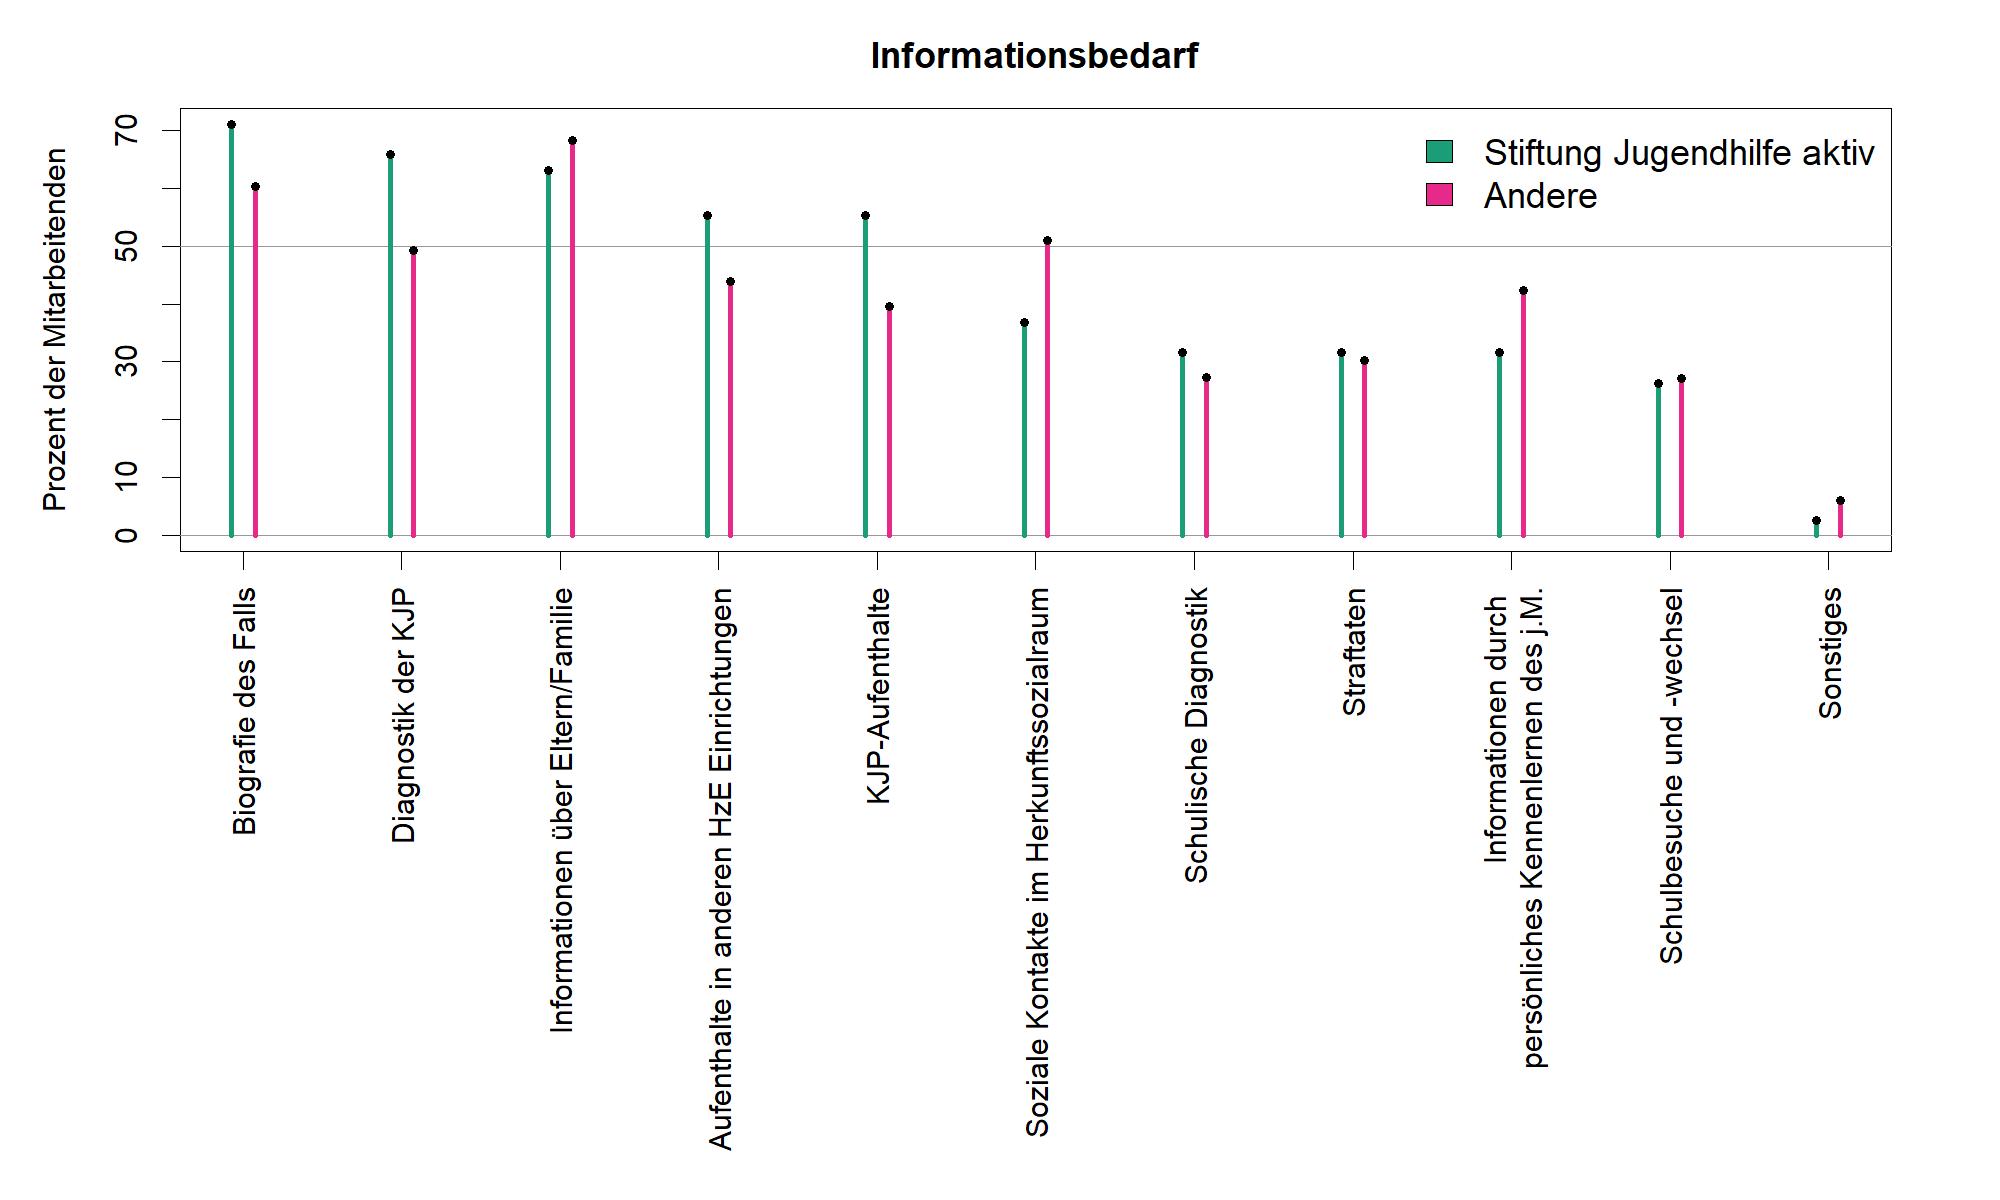 Informationsbedarf
Prozent der Mitarbeitenden
70
50
30
10
0
Stiftung Jugendhilfe aktiv
Andere
Biografie des Falls
Diagnostik der KJP
Informationen über Eltern/Familie
Aufenthalte in anderen HzE Einrichtungen
KJP-Aufenthalte
Soziale Kontakte im Herkunftssozialraum
Schulische Diagnostik
Straftaten
Informationen durch
persönliches Kennenlernen des j.M.
Schulbesuche und -wechsel
Sonstiges